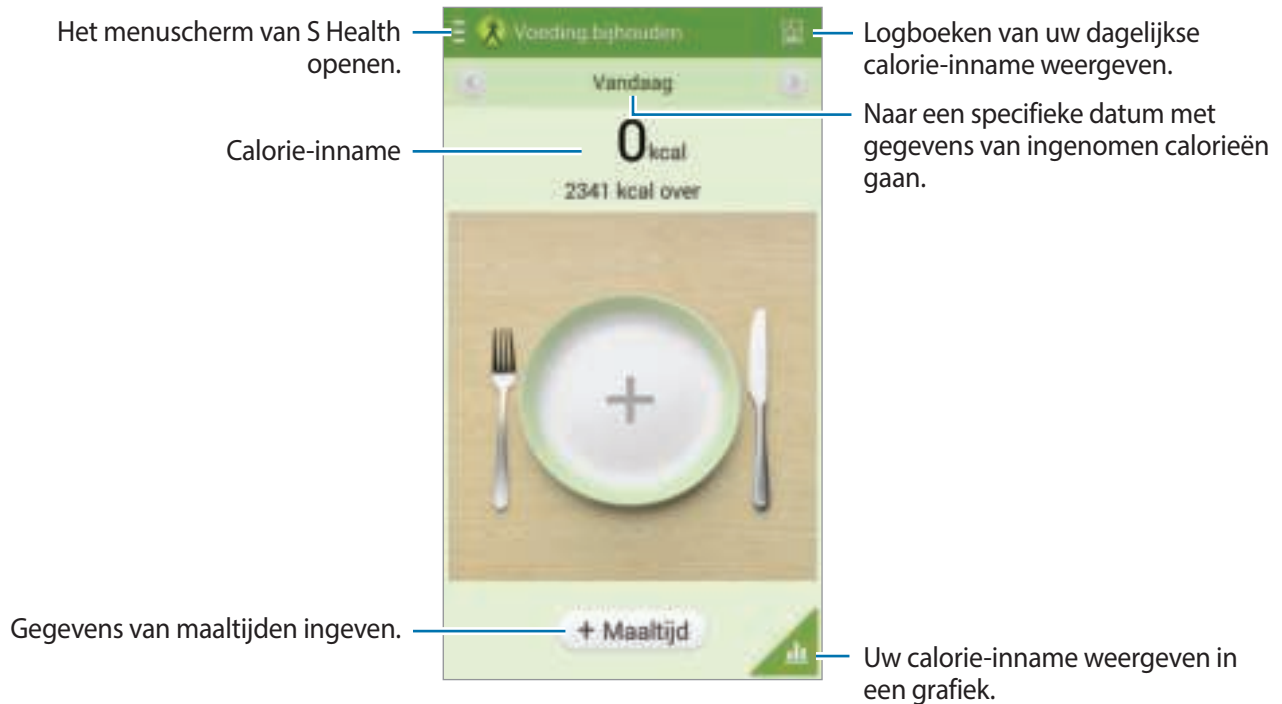 Het menuscherm van S Health
openen.
Calorie-inname
Gegevens van maaltijden ingeven.
Voeding bijhouden
Vandaag
0 kcal
2341 kcal over
+ Maaltijd
Logboeken van uw dagelijkse
calorie-inname weergeven.
Naar een specifieke datum met
gegevens van ingenomen calorieën
gaan.
Uw calorie-inname weergeven in
een grafiek.